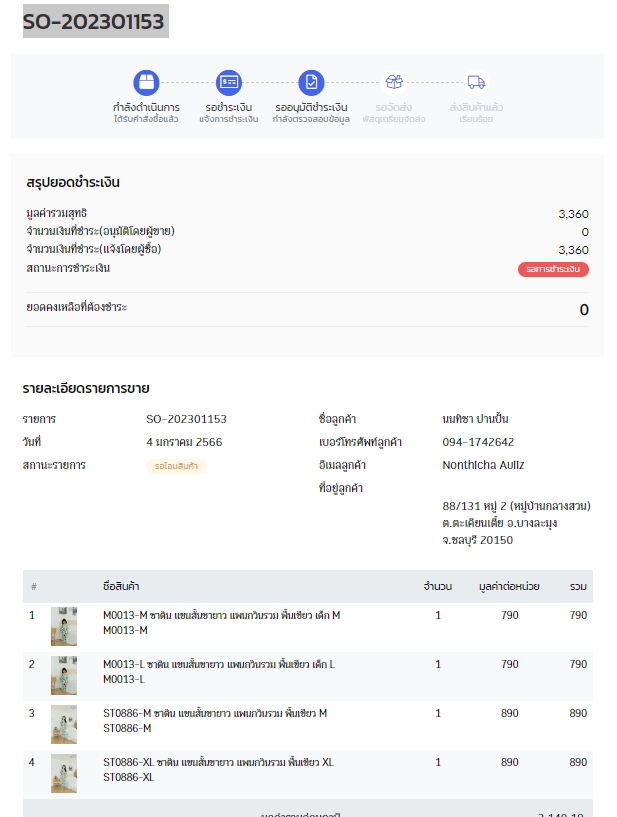 SO-202301153
กำลังดำเนินการ รอชำระเงิน รออนุมัติชำระเงิน รอจัดส่ง ส่งสินค้าแล้ว
ได้รับคำสั่งซื้อแล้ว แจ้งการชำระเงิน กำลังตรวจสอบข้อมูล พัสดุเตรียมจัดส่ง เรียบร้อย
สรุปยอดชำระเงิน
มูลค่ารวมสุทธิ 3,360
จำนวนเงินที่ชำระ(อนุมัติโดยผู้ขาย) 0
จำนวนเงินที่ชำระ(แจ้งโดยผู้ซื้อ) 3,360
สถานะการชำระเงิน รอการชำระเงิน
ยอดคงเหลือที่ต้องชำระ 0
รายละเอียดรายการขาย
รายการ SO-202301153 ชื่อลูกค้า นนทิชา ปานปั้น
วันที่ 4 มกราคม 2566 เบอร์โทรศัพท์ลูกค้า 094-1742642
สถานะรายการ รอโอนสินค้า อีเมลลูกค้า Nonthicha Auliz
ที่อยู่ลูกค้า
88/131 หมู่ 2 (หมู่บ้านกลางสวน)
ต.ตะเคียนเตี้ย อ.บางละมุง
จ.ชลบุรี 20150
# ชื่อสินค้า จำนวน มูลค่าต่อหน่วย รวม
1 M0013-M ซาติน แขนสั้นขายาว แพนกวินรวม พื้นเขียว เด็ก M 1 790 790
M0013-M
2 M0013-L ซาติน แขนสั้นขายาว แพนกวินรวม พื้นเขียว เด็ก L 1 790 790
M0013-L
3 ST0886-M ซาติน แขนสั้นขายาว แพนกวินรวม พื้นเขียว M 1 890 890
ST0886-M
4 ST0886-XL ซาติน แขนสั้นขายาว แพนกวินรวม พื้นเขียว XL 1 890 890
ST0886-XL